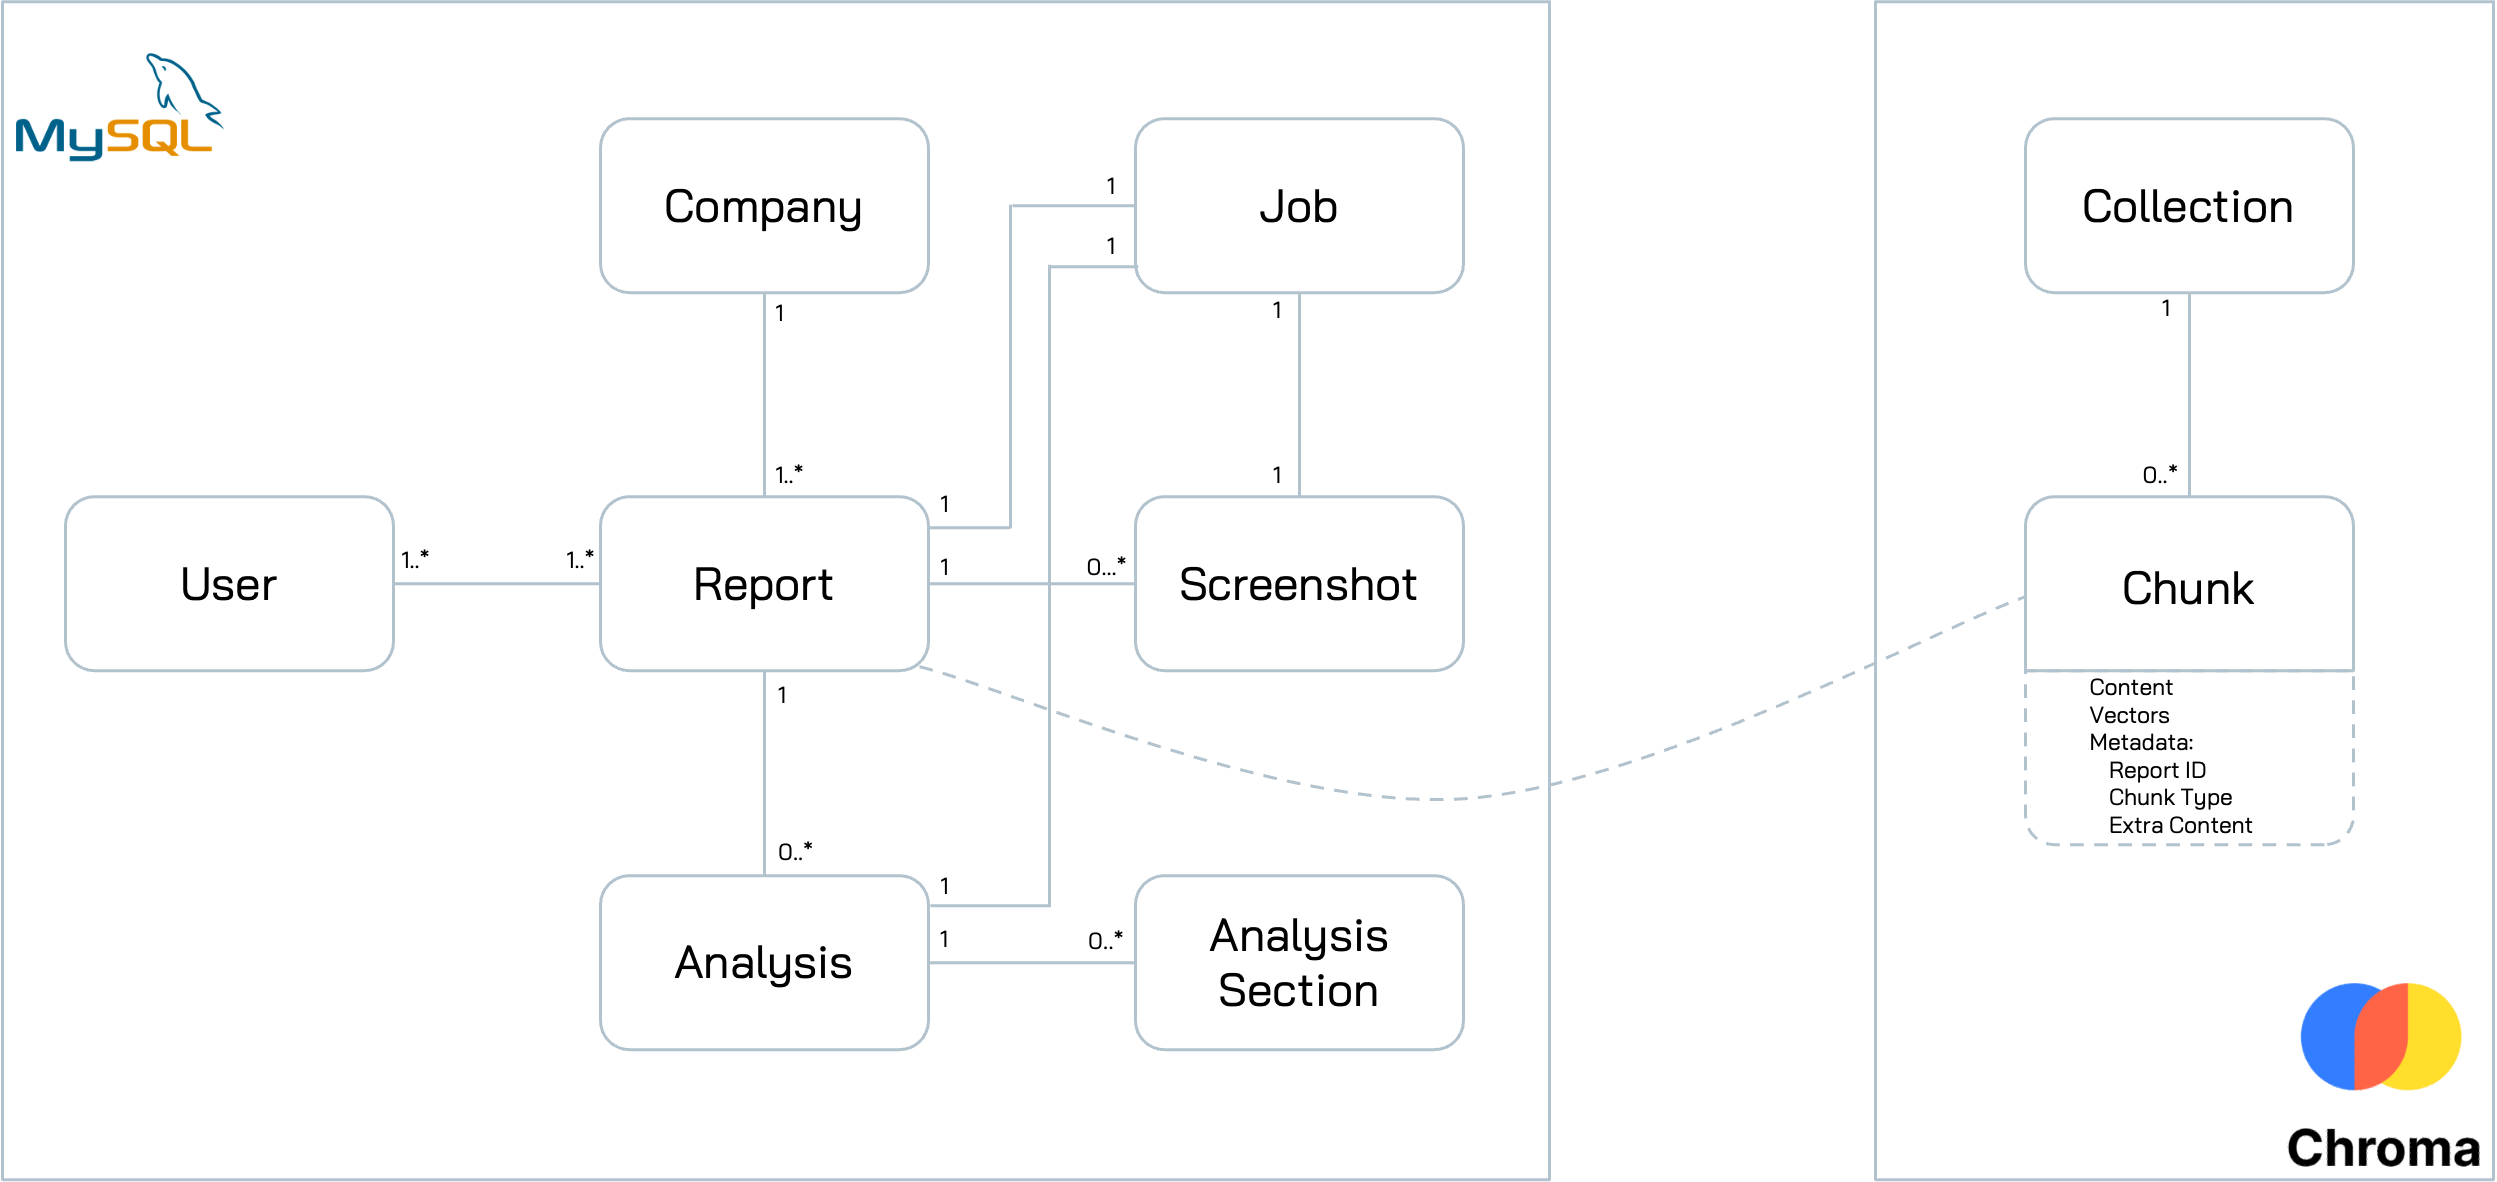 MySQL
Company
Job
Collection
1
1
1
1
1
1..*
1
1
0..*
User
1..*
1..*
Report
1
1
0...*
Screenshot
Chunk
1
Content
Vectors
Metadata:
Report ID
Chunk Type
Extra Content
0..*
Analysis
1
1
0..*
Analysis
Section
Chroma